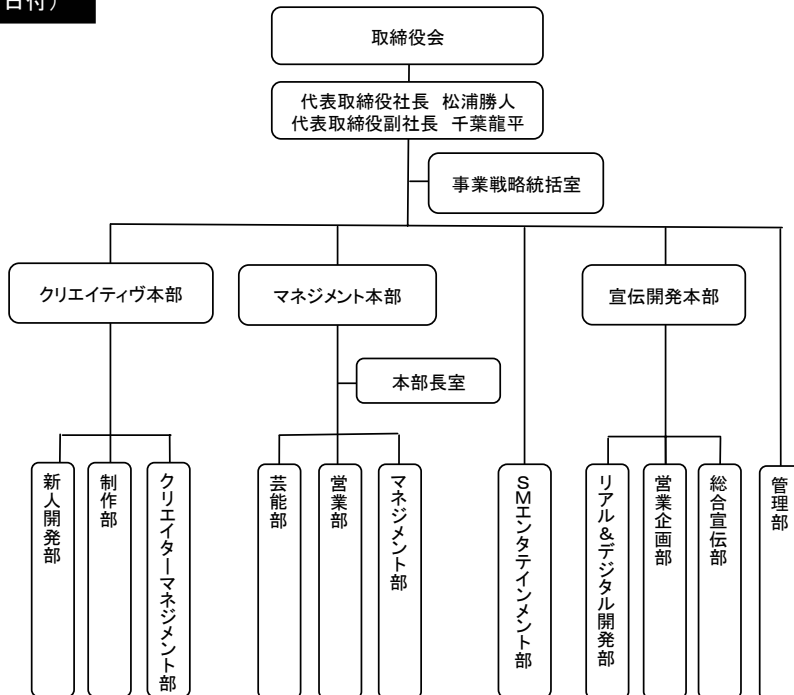 日付）
取締役会
代表取締役社長 松浦勝人
代表取締役副社長 千葉龍平
事業戦略統括室
クリエイティヴ本部
マネジメント本部
宣伝開発本部
本部長室
新人開発部
制作部
クリエイターマネジメント部
芸能部
営業部
マネジメント部
SMエンタテインメント部
リアル&デジタル開発部
営業企画部
総合宣伝部
管理部